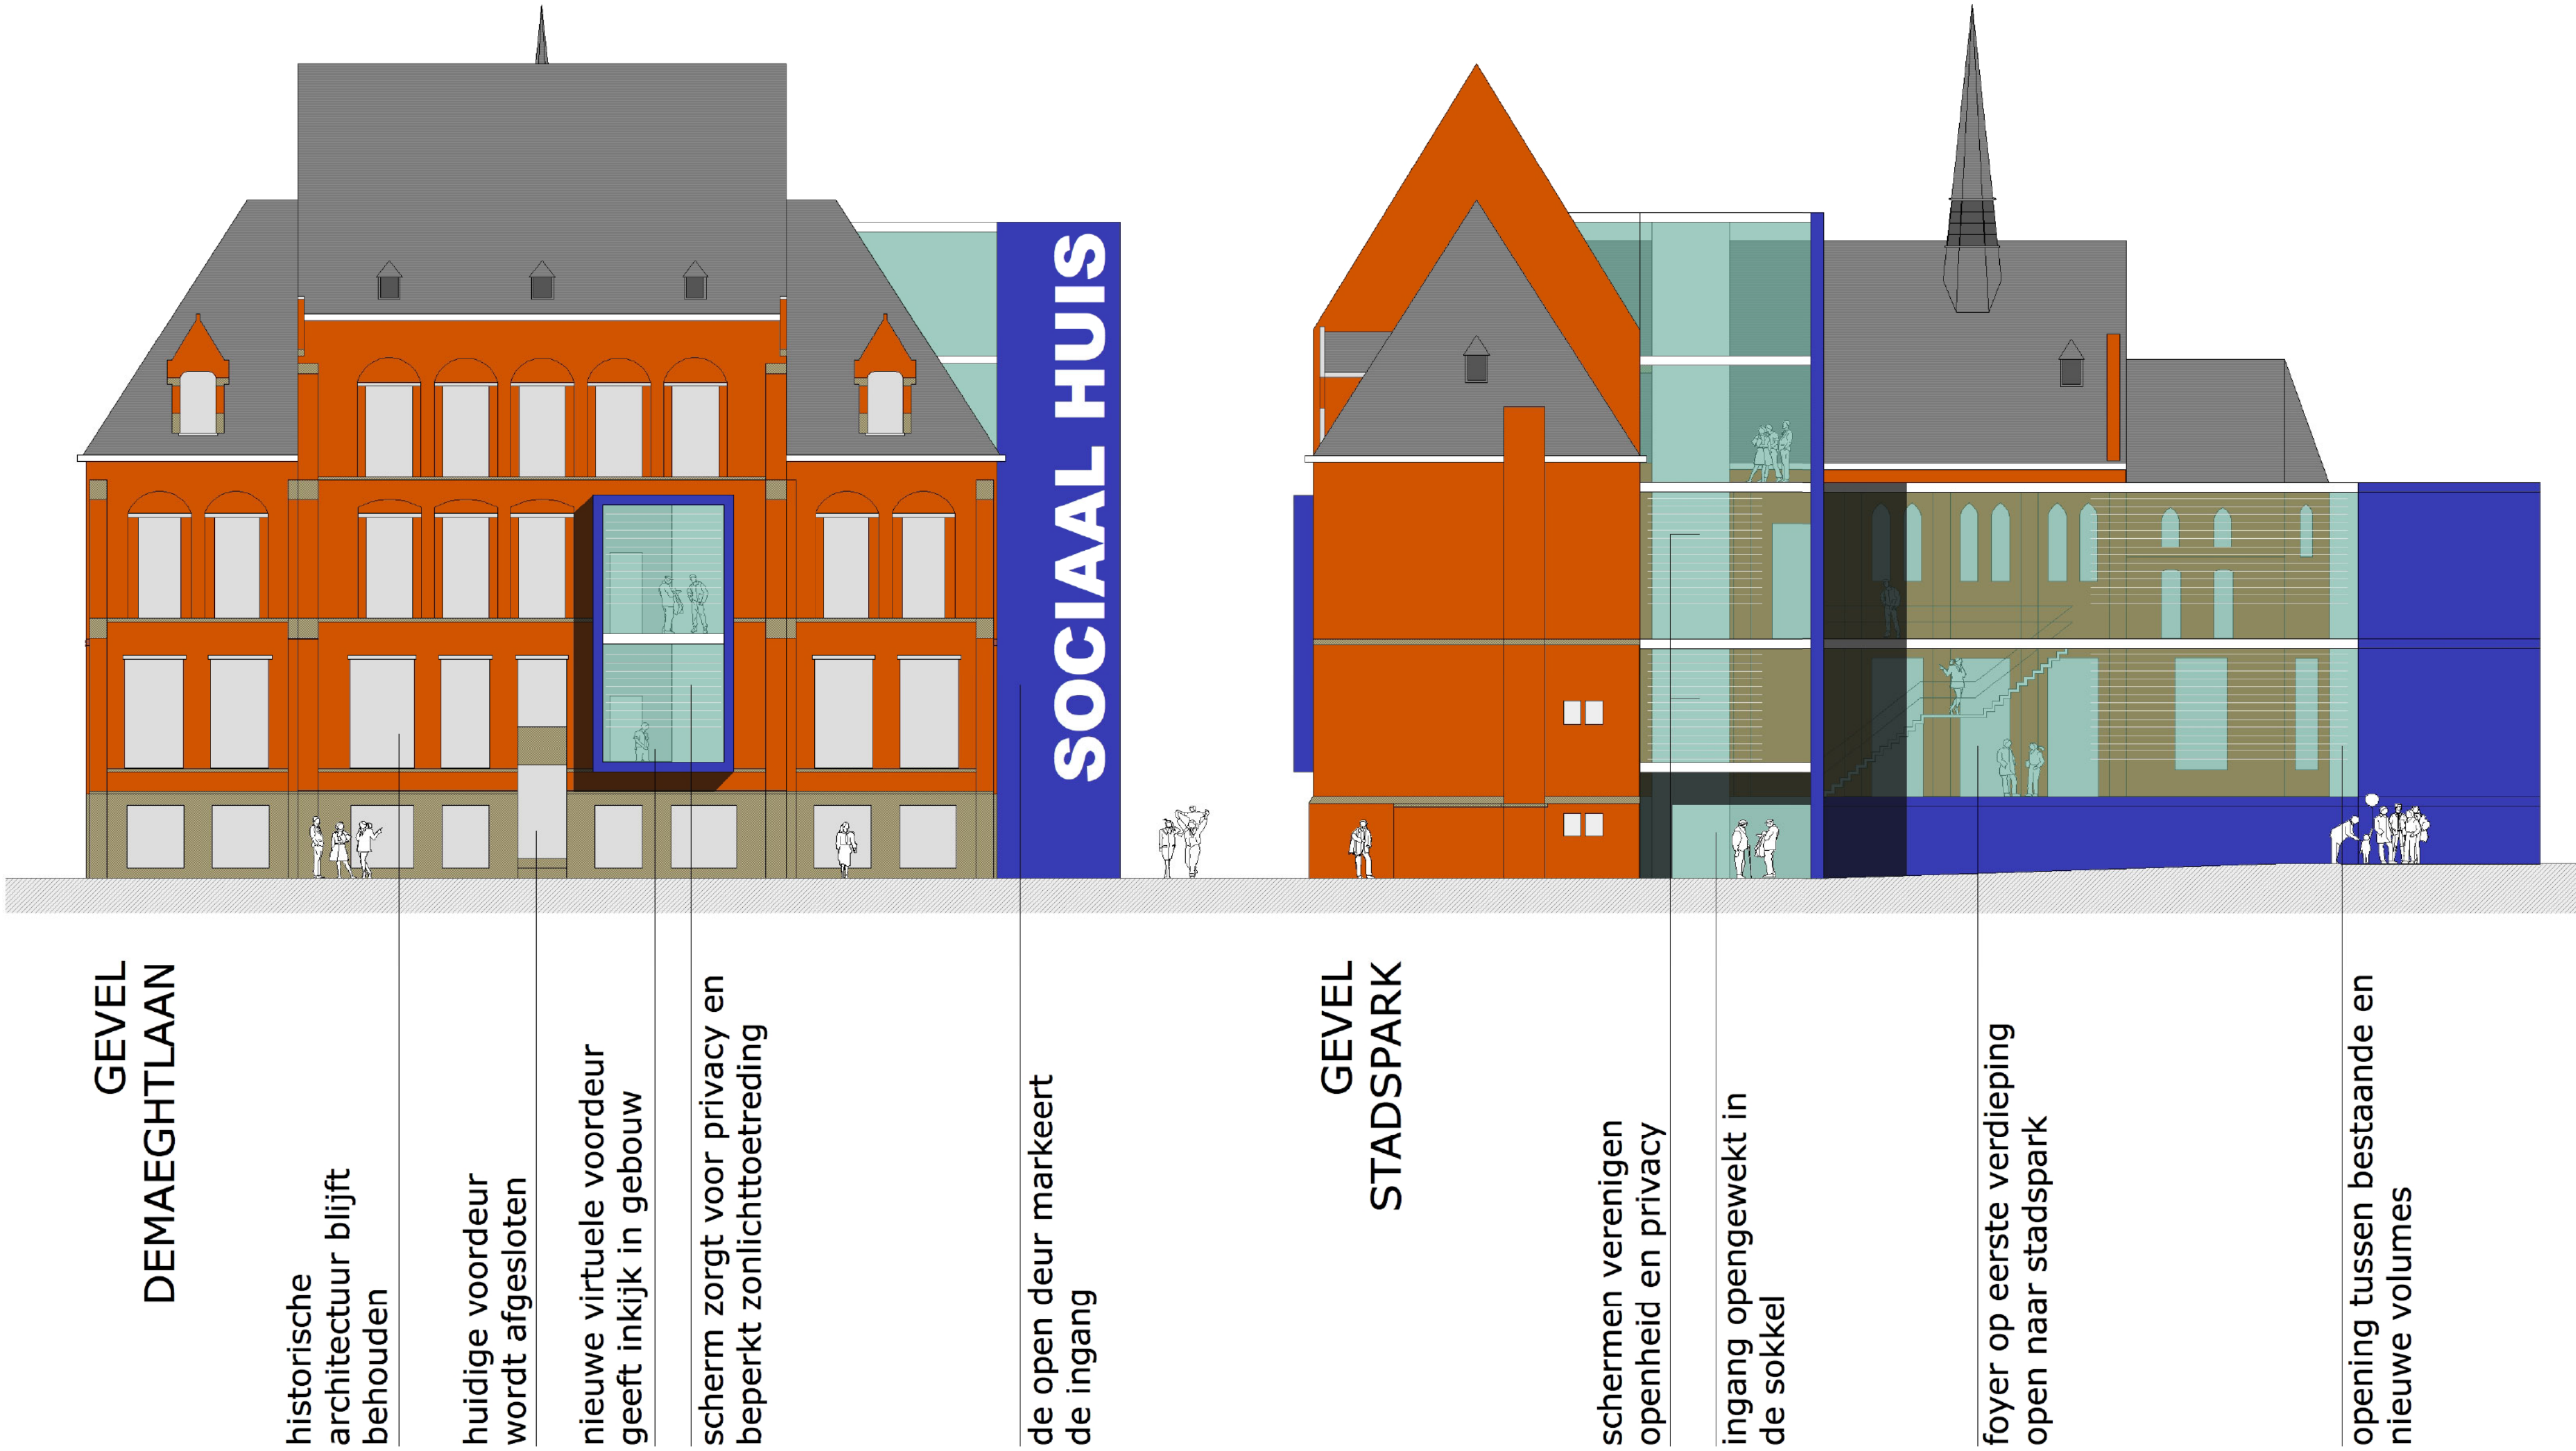 SOCIAAL HUIS
GEVEL
DEMAEGHTLAAN
historische
architectuur blijft
behouden
huidige voordeur
wordt afgesloten
nieuwe virtuele voordeur
geeft inkijk in gebouw
scherm zorgt voor privacy en
beperkt zonlichttoetreding
de open deur markeert
de ingang
GEVEL
STADSPARK
schermen verenigen
openheid en privacy
ingang opengewekt in
de sokkel
foyer op eerste verdieping
open naar stadspark
opening tussen bestaande en
nieuwe volumes